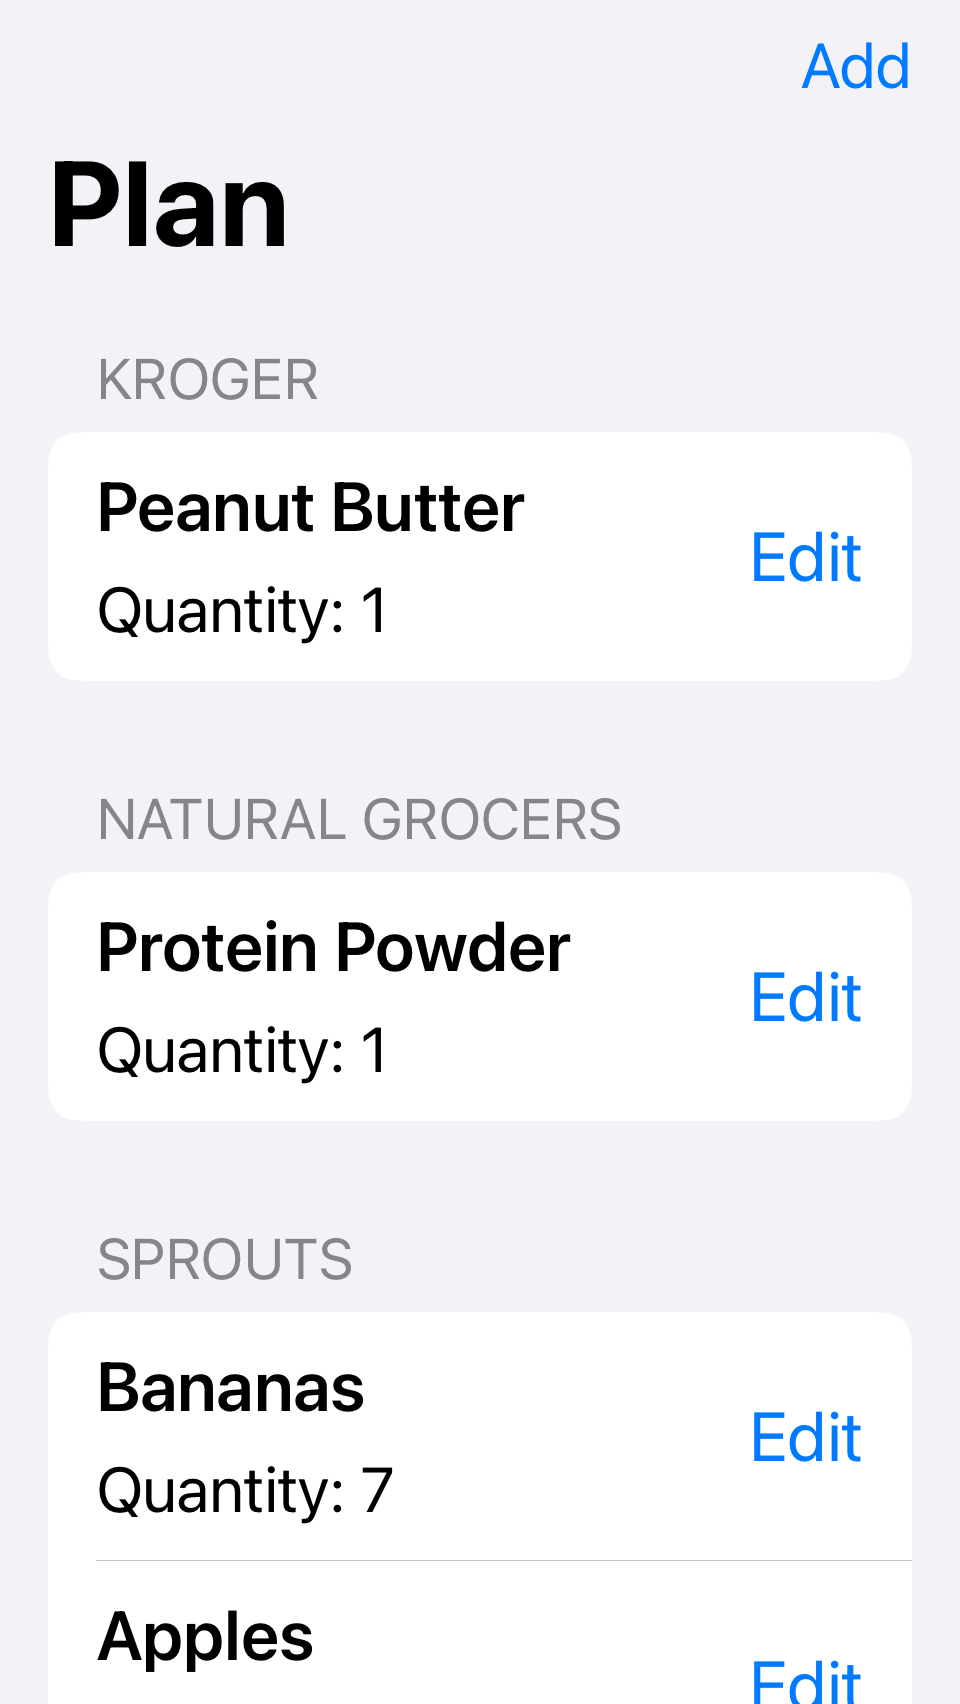 Add
Plan
KROGER
Peanut Butter
Edit
Quantity: 1
NATURAL GROCERS
Protein Powder
Edit
Quantity: 1
SPROUTS
Bananas
Edit
Quantity: 7
Apples
Edit